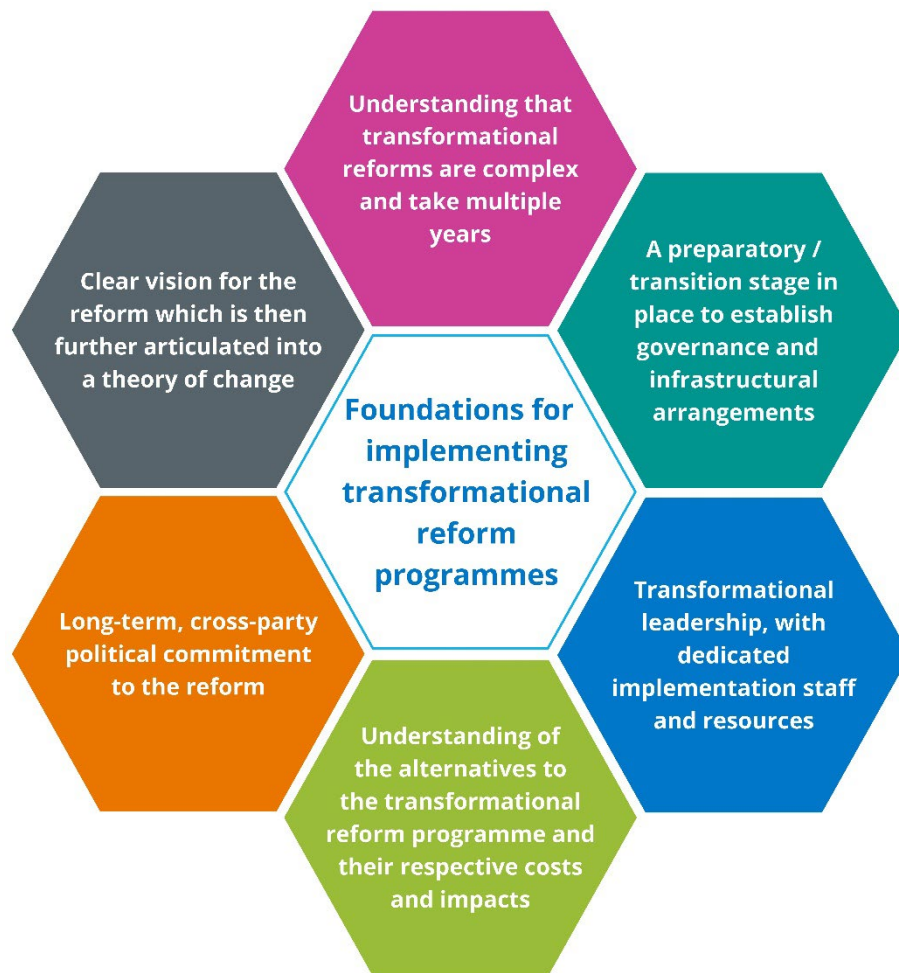 Understanding that
transformational
reforms are complex
and take multiple
years
A preparatory /
transition stage in
place to establish
governance and
infrastructural
arrangements
Clear vision for the
reform which is then
further articulated into
a theory of change
Foundations for
implementing
transformational
reform
programmes
Transformational
leadership, with
dedicated
implementation staff
and resources
Long-term, cross-party
political commitment
to the reform
Understanding of
the alternatives to
the transformational
reform programme and
their respective costs
and impacts